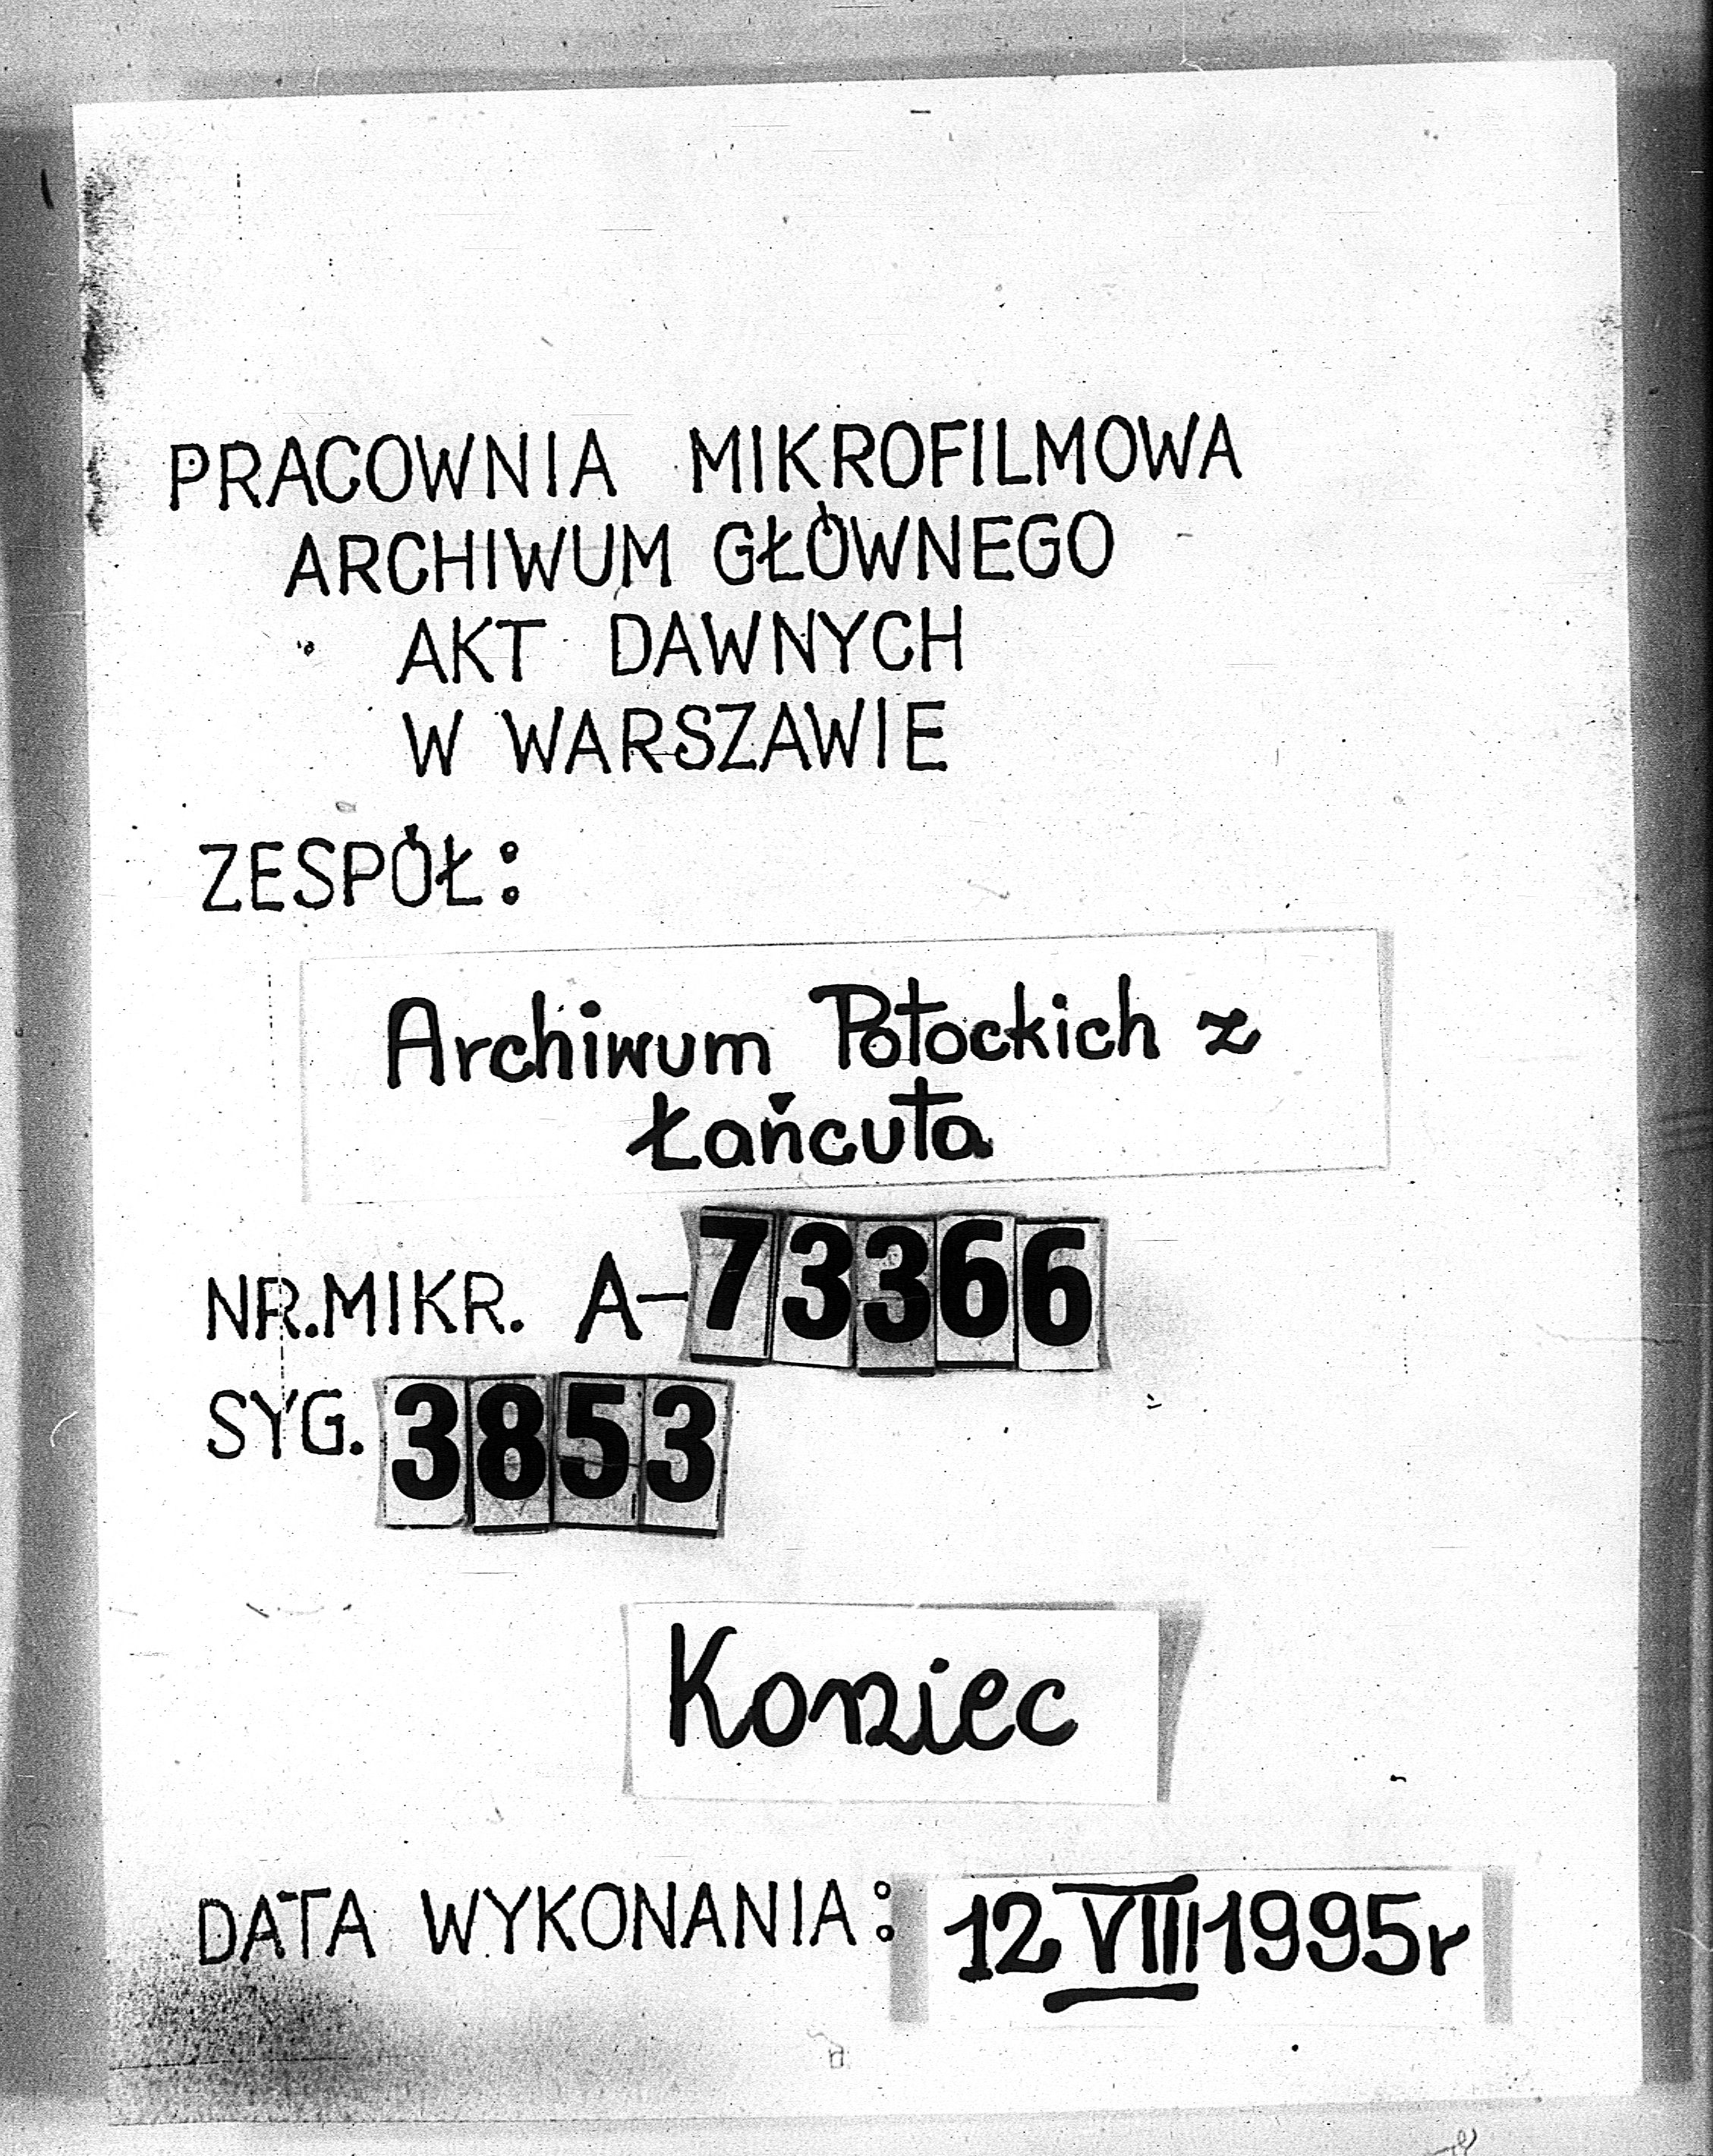 PRACOWNIA MIKROFILMOWA
ARCHIWUM GŁÓWNEGO
AKT DAWNYCH
W WARSZAWIE
ZESPÓŁ:
Archiwum Potockich z
Łańcuta
NR.MIKR. A-73366
SYG. 3853
Koniec
DATA WYKONANIA: 12 VIII 1995r